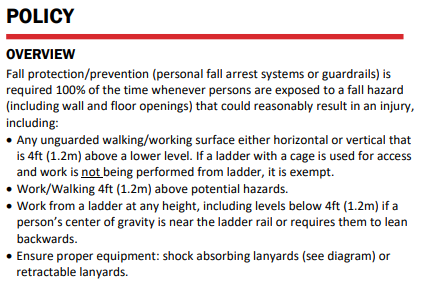 POLICY
OVERVIEW
Fall protection/prevention (personal fall arrest systems or guardrails) is
required 100% of the time whenever persons are exposed to a fall hazard
(including wall and floor openings) that could reasonably result in an injury,
including:
• Any unguarded walking/working surface either horizontal or vertical that
is 4ft (1.2m) above a lower level. If a ladder with a cage is used for access
and work is not being performed from ladder, it is exempt.
• Work/Walking 4ft (1.2m) above potential hazards.
• Work from a ladder at any height, including levels below 4ft (1.2m) if a
person's center of gravity is near the ladder rail or requires them to lean
backwards.
• Ensure proper equipment: shock absorbing lanyards (see diagram) or
retractable lanyards.